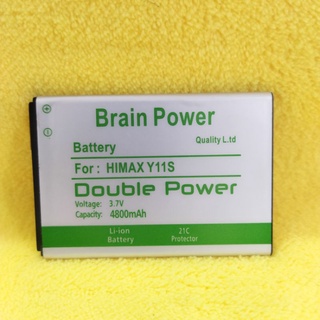 Brain Power
Quality L.td
Battery
For : HIMAX Y11S
Double Power
Voltage: 3.7V
Capacity: 4800mAh
Li-ion Battery
21C Protector